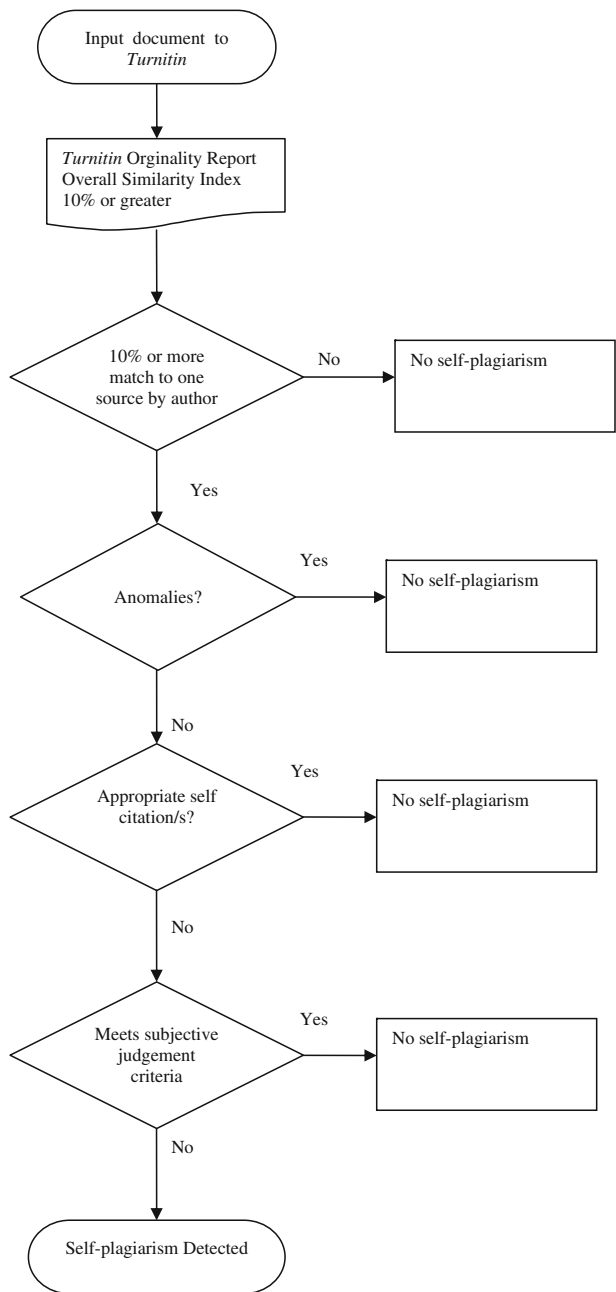 Input document to
Turnitin
Turnitin Orginality Report
Overall Similarity Index
10% or greater
10% or more
match to one
source by author
No
No self-plagiarism
Yes
Anomalies?
Yes
No self-plagiarism
No
Appropriate self
citation/s?
Yes
No self-plagiarism
No
Meets subjective
judgement
criteria
Yes
No self-plagiarism
No
Self-plagiarism Detected